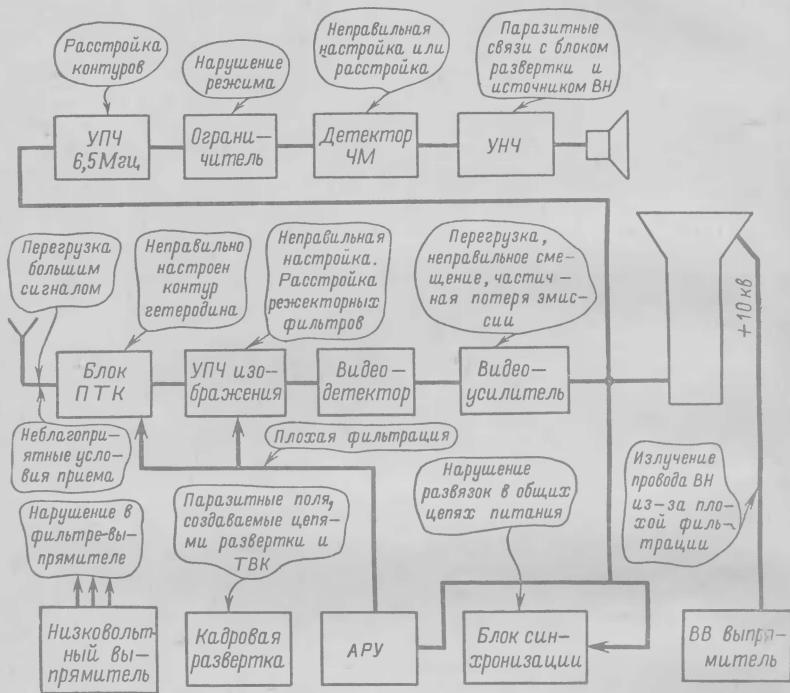 Расстройка
контуров
Нарушение
режима
Неправильная
настройка или
расстройка
Паразитные
связи с блоком
развертки и
источником ВН
УПЧ
6,5Мгц
Ограни-
читель
Детектор
ЧМ
УНЧ
Перегрузка
большим
сигналом
Неправильно
настроен
контур
гетеродина
Неправильная
настройка.
Расстройка
режекторных
фильтров
Перегрузка,
неправильное сме-
щение, частич-
ная потеря эмис-
сии
+10кв
Блок
ПТК
УПЧ изо-
бражения
Видео-
детектор
Видео-
усилитель
Неблагопри-
ятные усло-
вия приема
Плохая фильтрация
Нарушение в
фильтре-вы-
прямителе
Паразитные поля,
создаваемые цепя-
ми развертки и
ТВК
Нарушение
развязок в общих
цепях питания
Излучение
провода ВН
из-за пло-
хой филь-
трации
Низковольт-
ный вы-
прямитель
Кадровая
развертка
АРУ
Блок син-
хронизации
ВВ выпря-
митель